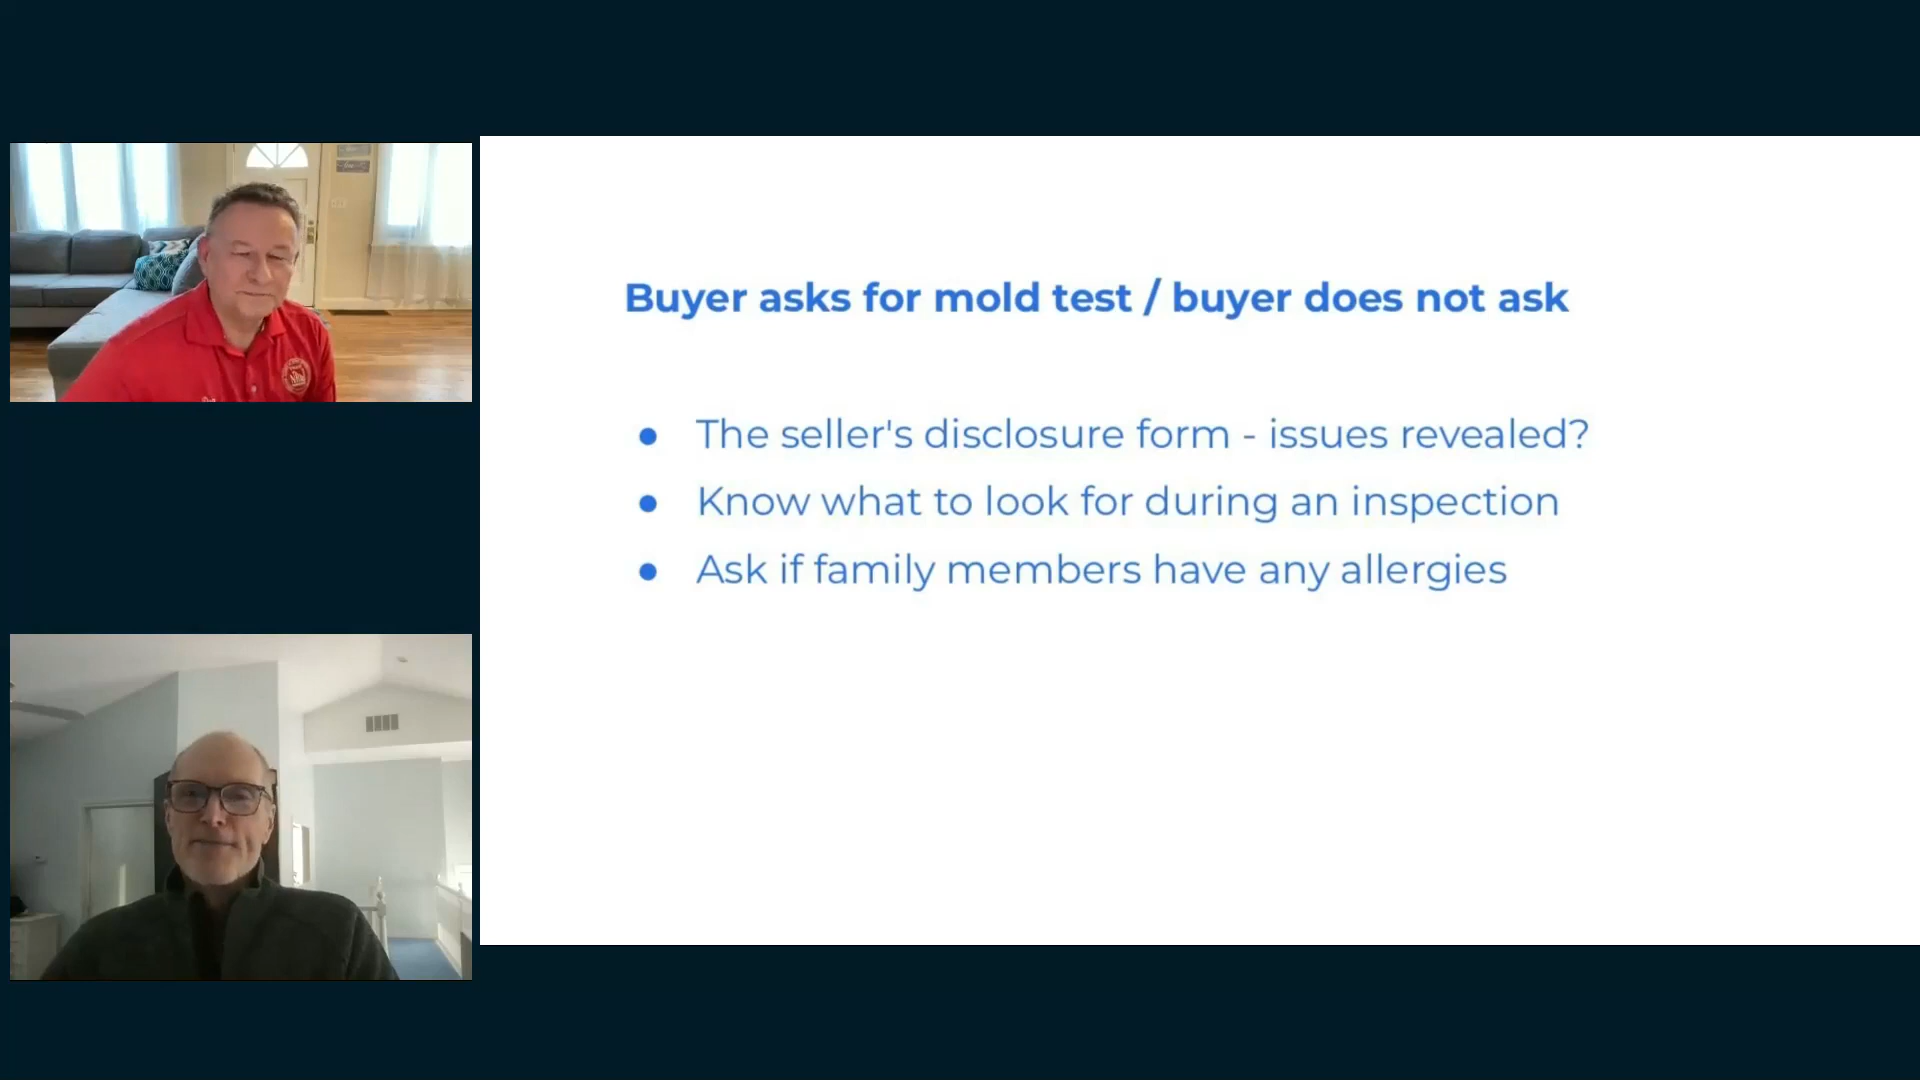 Buyer asks for mold test / buyer does not ask
● The seller's disclosure form - issues revealed?
● Know what to look for during an inspection
● Ask if family members have any allergies